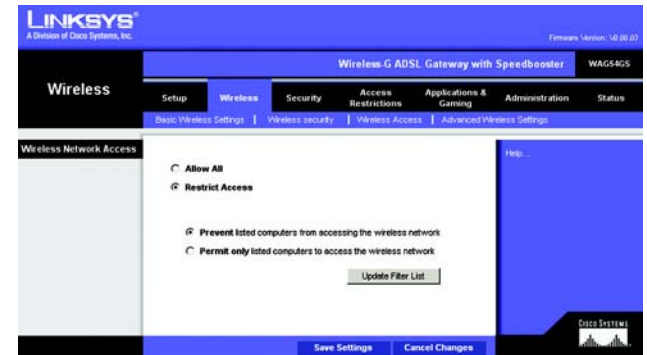 LINKSYS®
A Division of Cisco Systems, Inc.
Firmware Version: V0.00.03
Wireless-G ADSL Gateway with Speedbooster WAG54GS
Wireless
Setup Wireless Security Access Restrictions Applications & Gaming Administration Status
Basic Wireless Settings | Wireless security | Wireless Access | Advanced Wireless Settings
Wireless Network Access
Help...
Allow All
Restrict Access
Prevent listed computers from accessing the wireless network
Permit only listed computers to access the wireless network
Update Filter List
CISCO SYSTEMS
Save Settings Cancel Changes